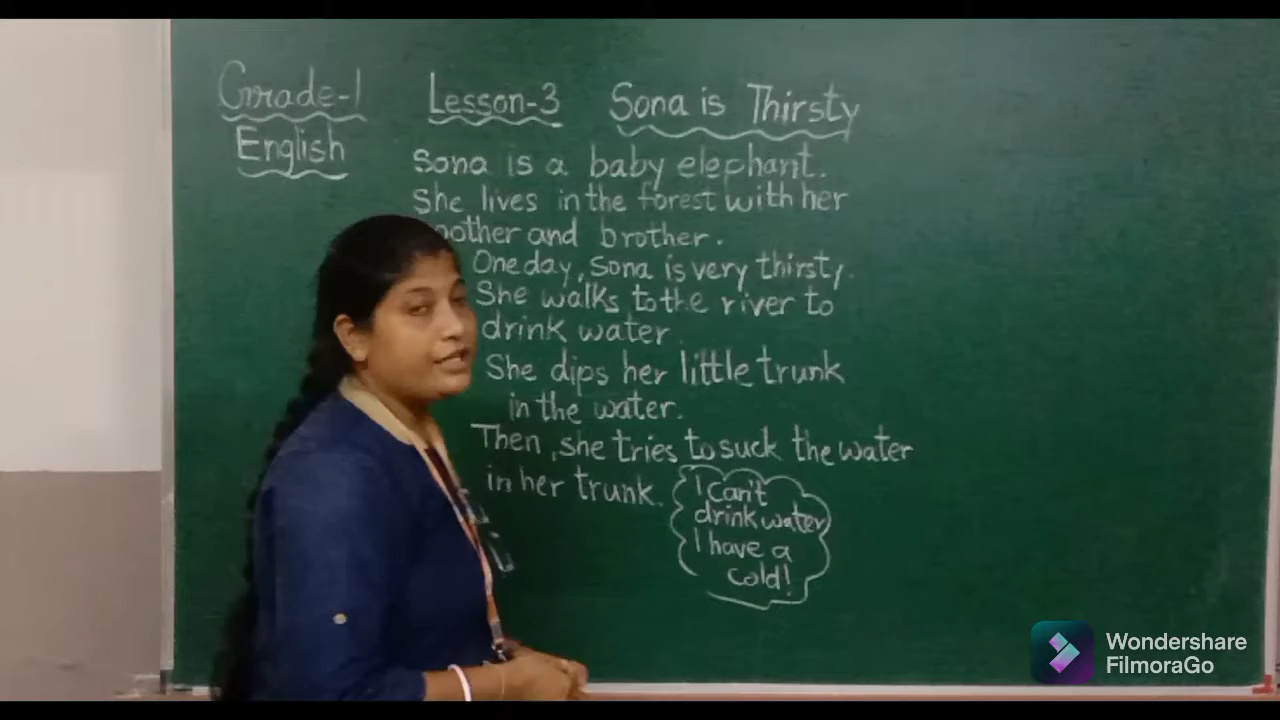 Grade-1 Lesson-3 Sona is Thirsty
English
Sona is a baby elephant.
She lives in the forest with her
other and brother.
One day, Sona is very thirsty.
She walks to the river to
drink water.
She dips her little trunk
in the water.
Then, she tries to suck the water
in her trunk.
I Can't
drink water
I have a
cold!
Wondershare
FilmoraGo